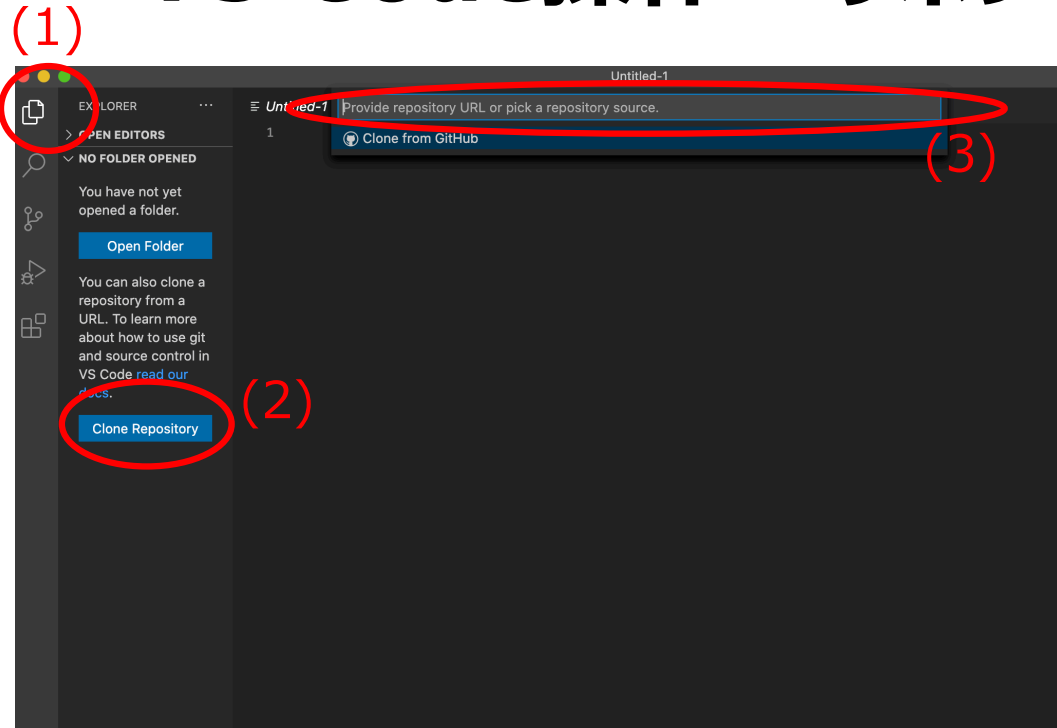 (1)
Untitled-1
EXPLORER
Untitled-1
Provide repository URL or pick a repository source.
OPEN EDITORS
1
Clone from GitHub
(3)
NO FOLDER OPENED
You have not yet
opened a folder.
Open Folder
You can also clone a
repository from a
URL. To learn more
about how to use git
and source control in
VS Code read our
docs.
(2)
Clone Repository